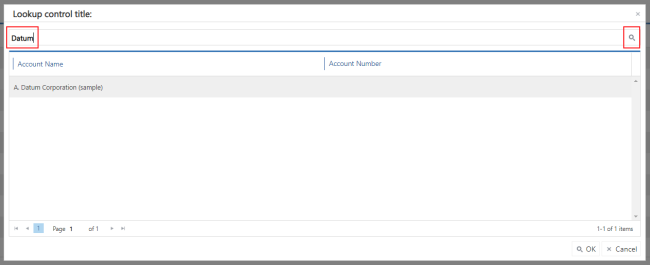 Lookup control title:
Datum
Account Name Account Number
A. Datum Corporation (sample)
1 Page 1 of 1 1-1 of 1 items
OK Cancel